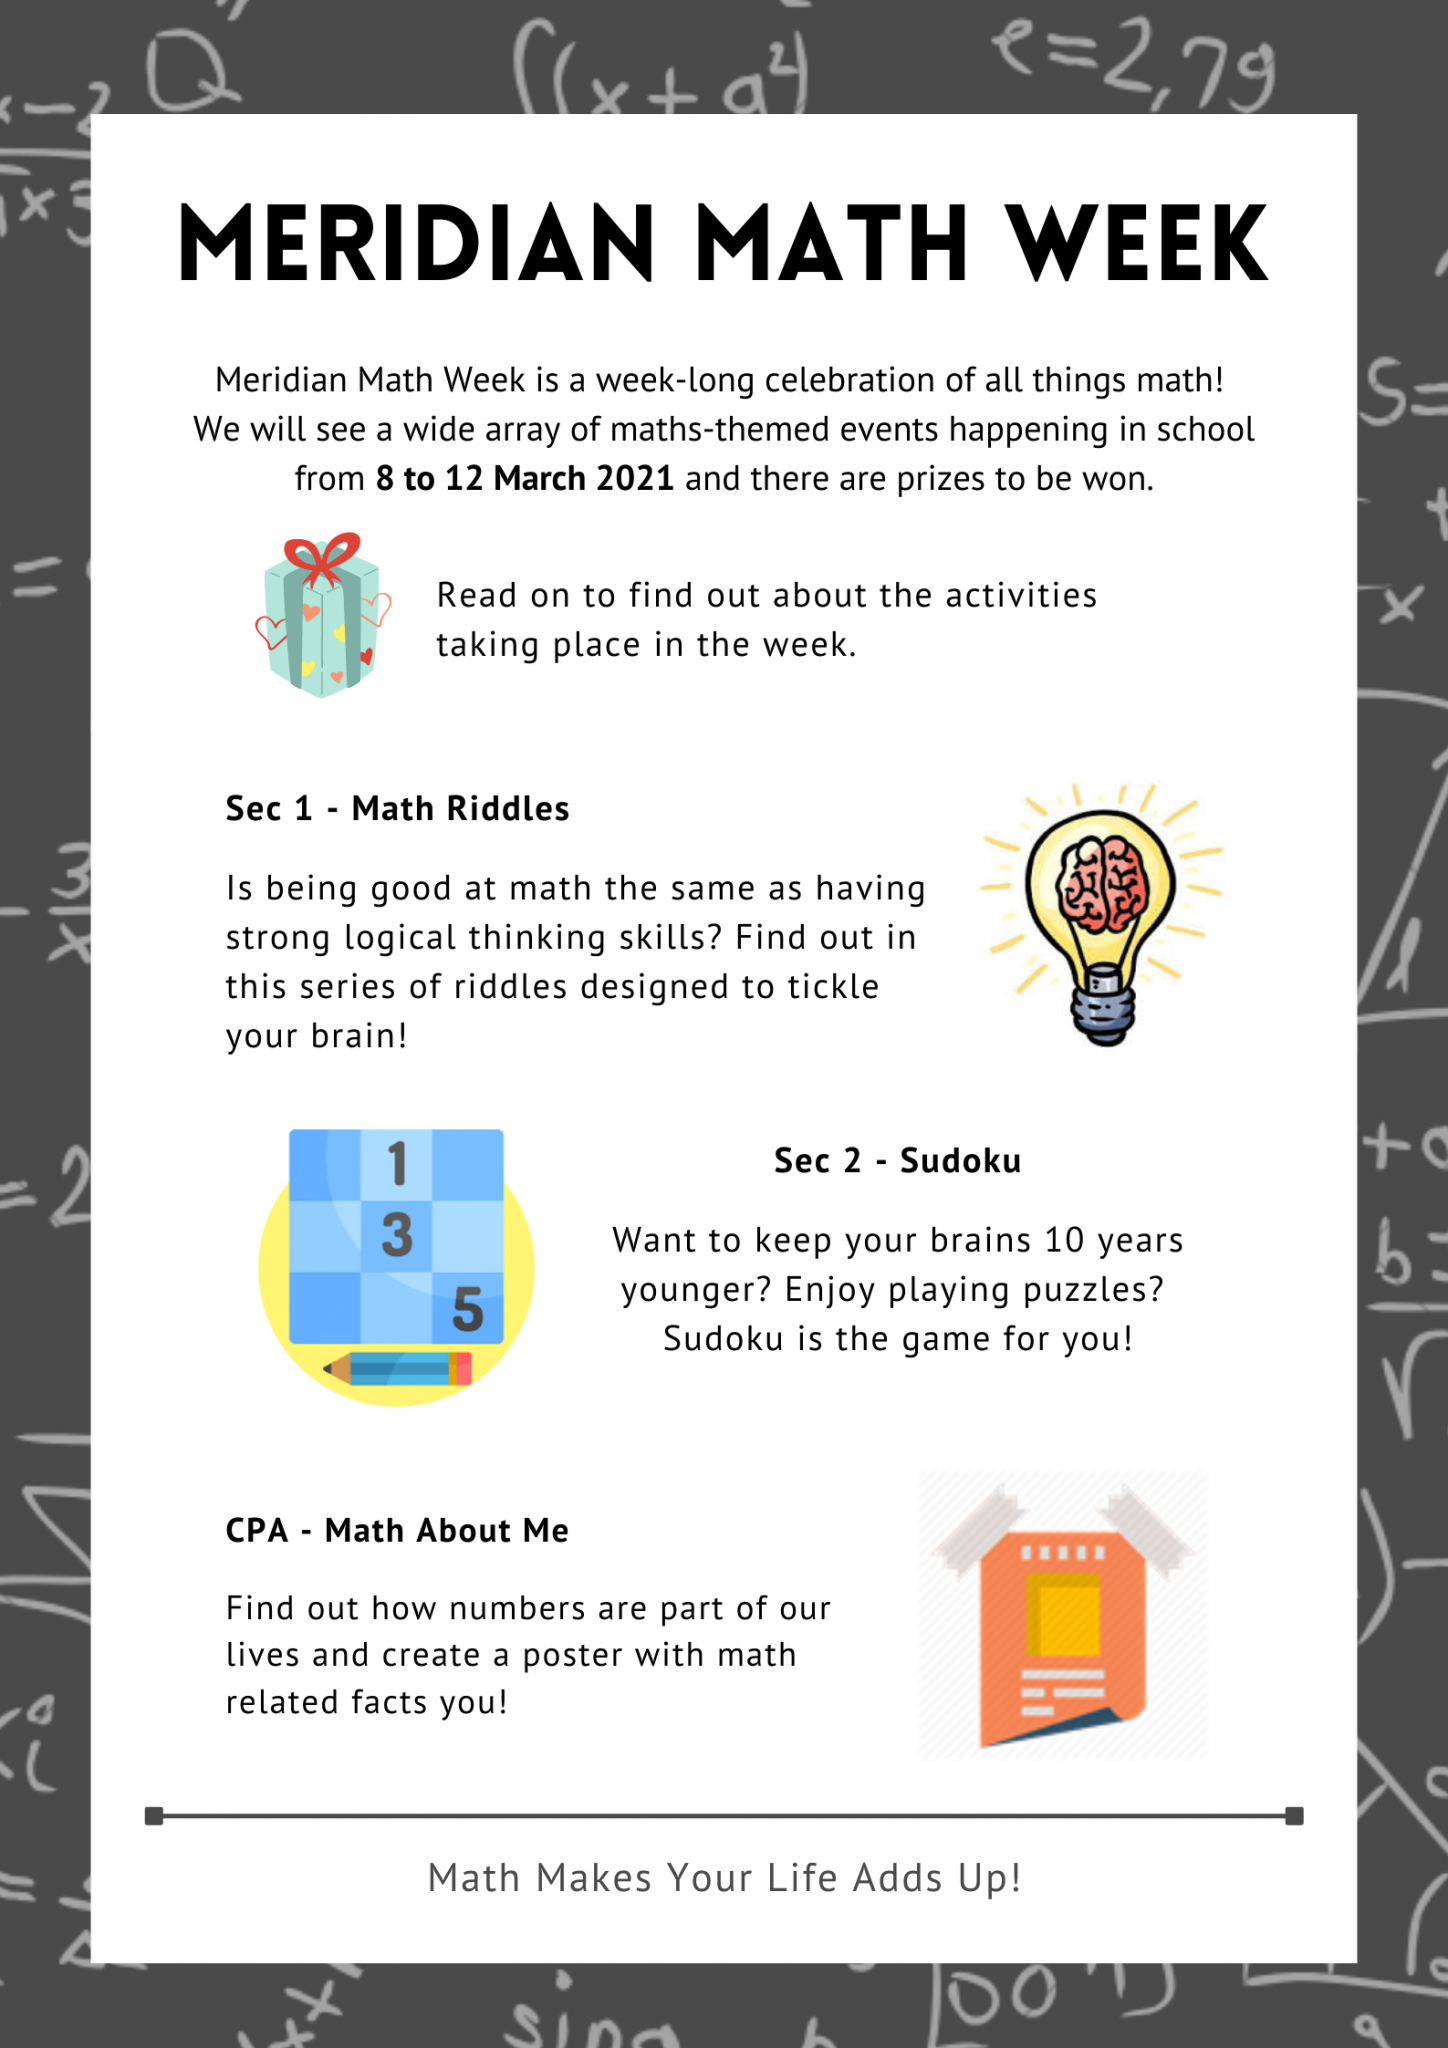 Q"
((x+a²)
e=2,79
x-2
MERIDIAN MATH WEEK
Meridian Math Week is a week-long celebration of all things math!
We will see a wide array of maths-themed events happening in school
from 8 to 12 March 2021 and there are prizes to be won.
Read on to find out about the activities
taking place in the week.
Sec 1 - Math Riddles
Is being good at math the same as having
strong logical thinking skills? Find out in
this series of riddles designed to tickle
your brain!
1
3
5
Sec 2 - Sudoku
Want to keep your brains 10 years
younger? Enjoy playing puzzles?
Sudoku is the game for you!
CPA - Math About Me
Find out how numbers are part of our
lives and create a poster with math
related facts you!
Math Makes Your Life Adds Up!